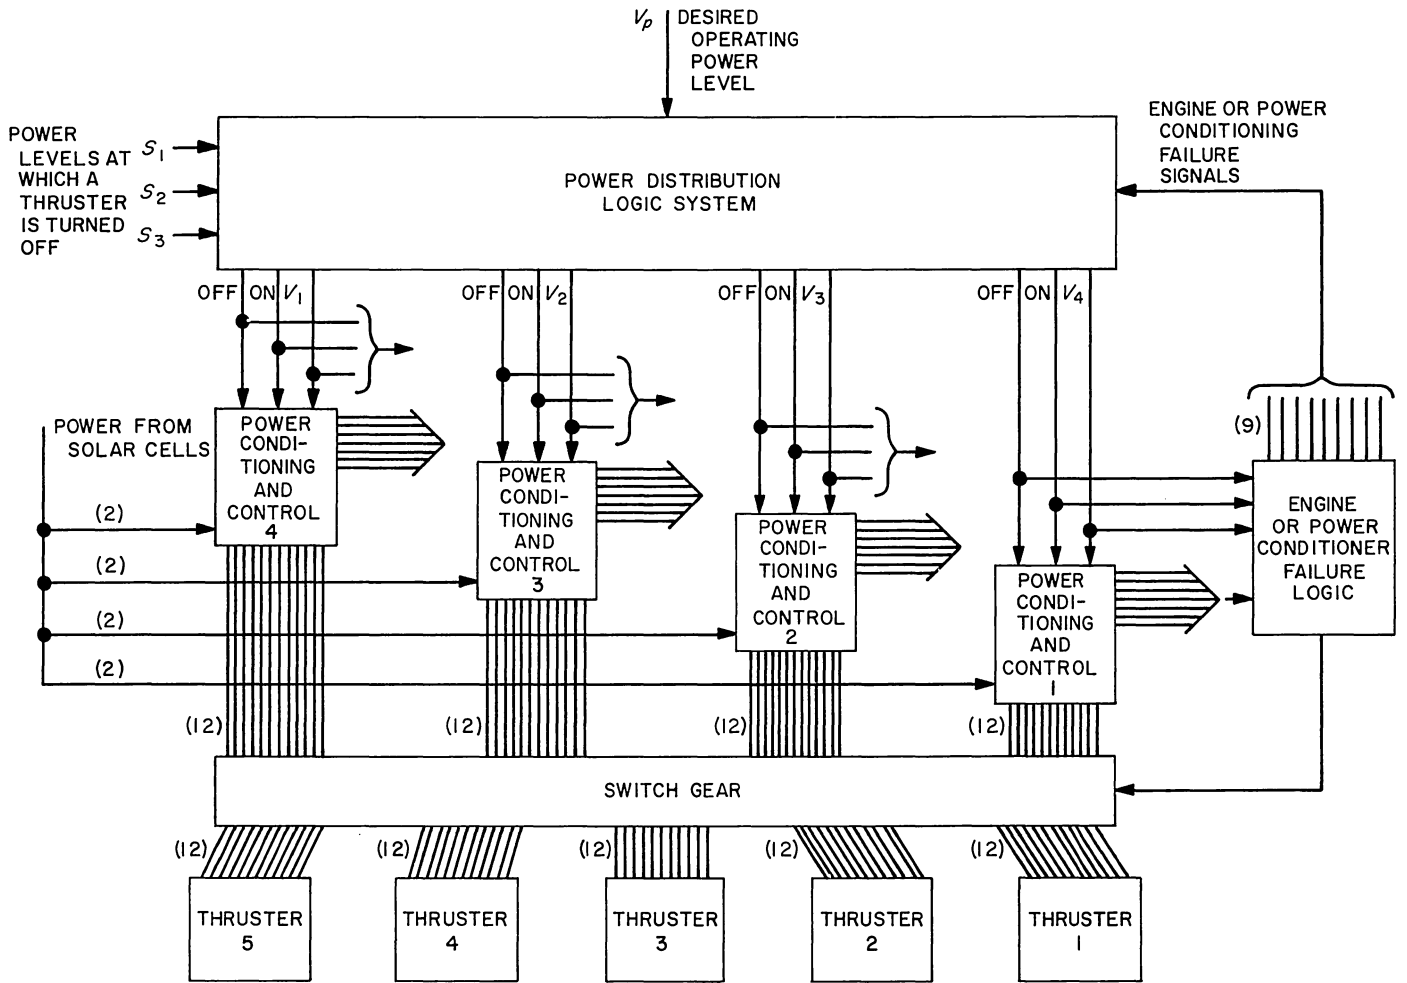 Vp DESIRED
OPERATING
POWER
LEVEL
ENGINE OR POWER
CONDITIONING
FAILURE
SIGNALS
POWER
LEVELS AT
WHICH A
THRUSTER
IS TURNED
OFF
S1
S2
S3
POWER DISTRIBUTION
LOGIC SYSTEM
OFF ON V1
OFF ON V2
OFF ON V3
OFF ON V4
POWER FROM
SOLAR CELLS
POWER
CONDI-
TIONING
AND
CONTROL
4
POWER
CONDI-
TIONING
AND
CONTROL
3
POWER
CONDI-
TIONING
AND
CONTROL
2
POWER
CONDI-
TIONING
AND
CONTROL
1
(9)
ENGINE
OR POWER
CONDITIONER
FAILURE
LOGIC
(2)
(2)
(2)
(2)
(12) (12) (12) (12)
SWITCH GEAR
(12) (12) (12) (12) (12)
THRUSTER
5
THRUSTER
4
THRUSTER
3
THRUSTER
2
THRUSTER
1